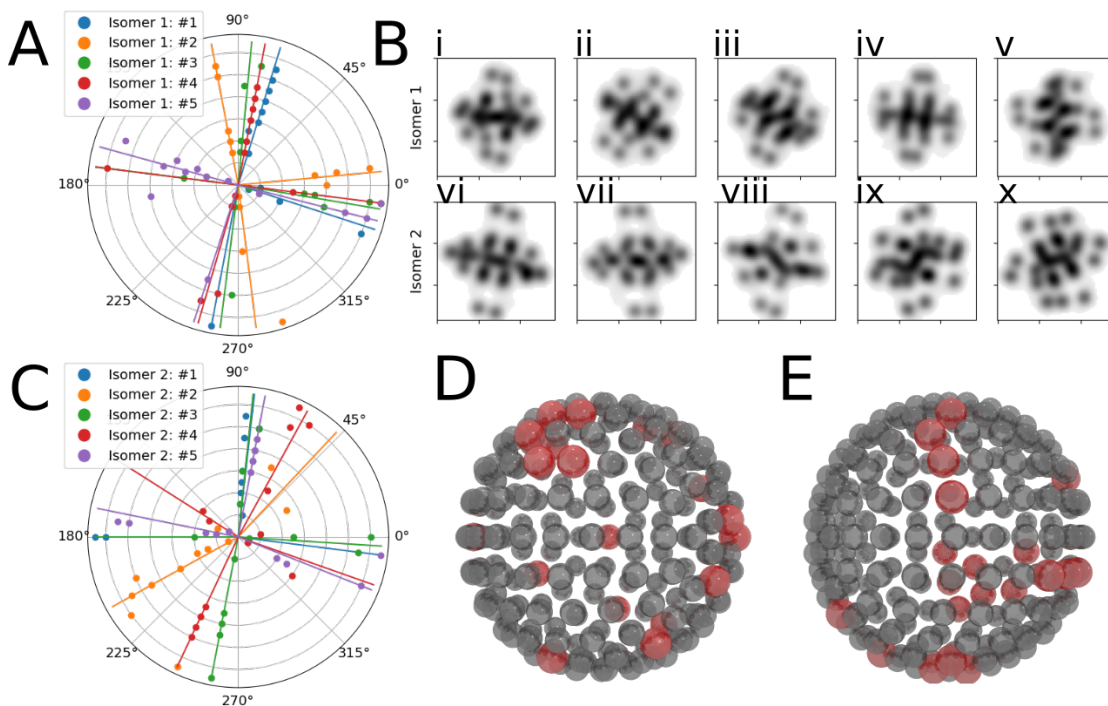 A
Isomer 1: #1
Isomer 1: #2
Isomer 1: #3
Isomer 1: #4
Isomer 1: #5
90°
45°
180°
0°
225°
315°
270°
B
i
ii
iii
iv
v
Isomer 1
vi
vii
viii
ix
x
Isomer 2
C
Isomer 2: #1
Isomer 2: #2
Isomer 2: #3
Isomer 2: #4
Isomer 2: #5
90°
45°
180°
0°
225°
315°
270°
D
E